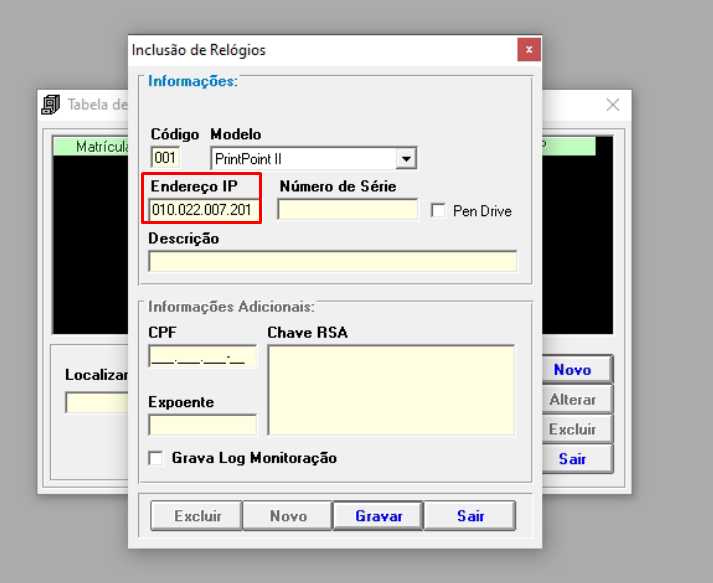 Inclusão de Relógios
x
Tabela de
Informações:
Matrícula
P
Código Modelo
001 PrintPoint II
Endereço IP Número de Série
010.022.007.201 Pen Drive
Descrição
Informações Adicionais:
CPF Chave RSA
___.___.___-__
Localizar
Expoente
Grava Log Monitoração
Novo
Alterar
Excluir
Sair
Excluir Novo Gravar Sair